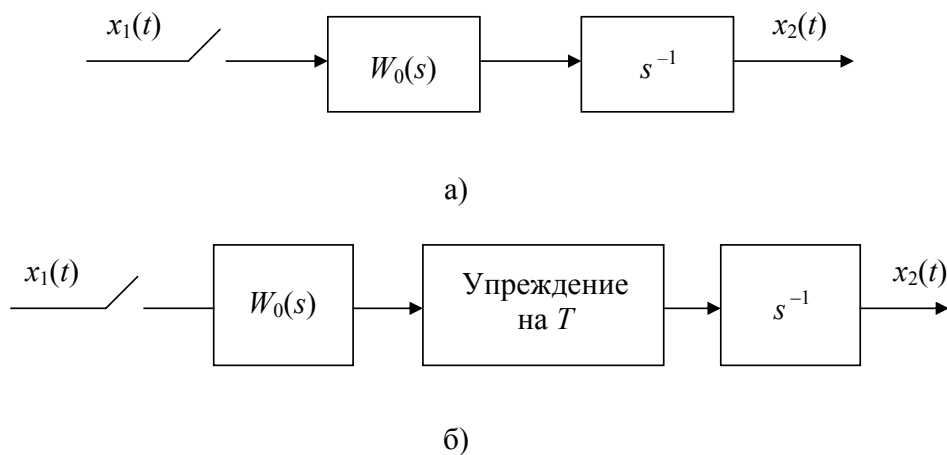 x₁(t)
W₀(s)
s⁻¹
x₂(t)
а)
x₁(t)
W₀(s)
Упреждение
на T
s⁻¹
x₂(t)
б)